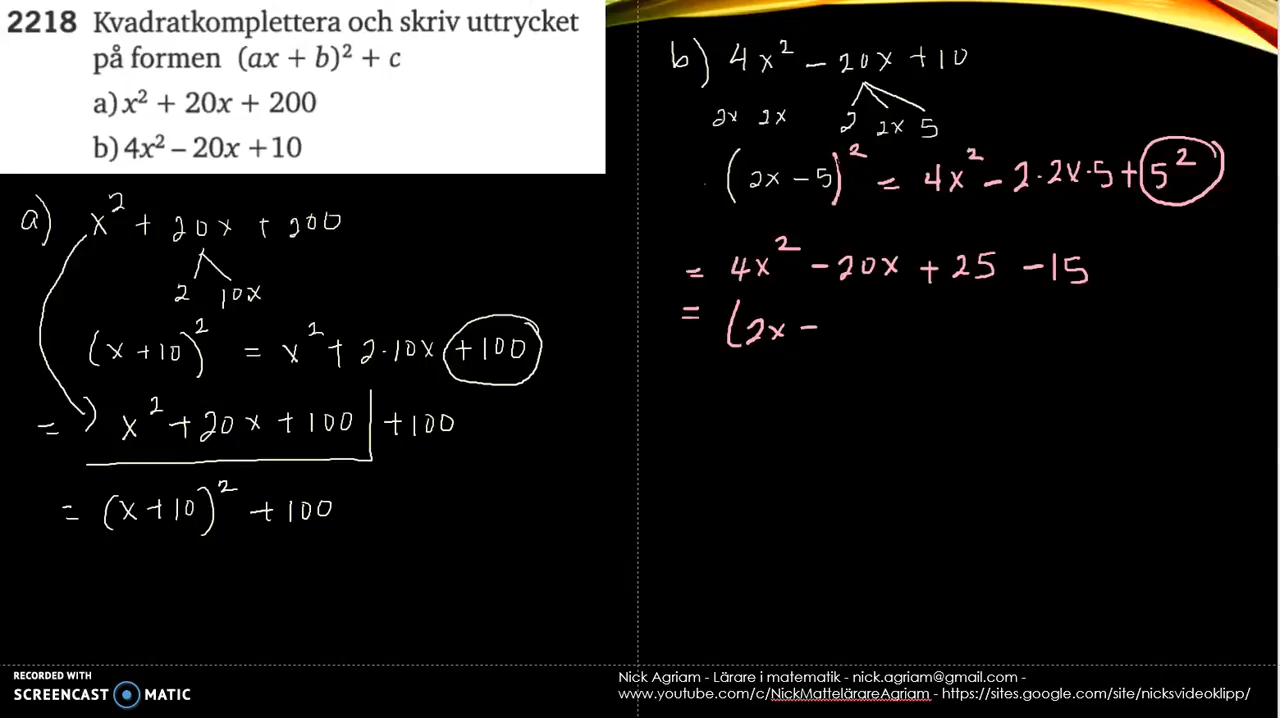 2218 Kvadratkomplettera och skriv uttrycket
på formen (ax + b)² + c
a) x² + 20x + 200
b) 4x² – 20x + 10
a) x² + 20x + 200
2 10x
(x + 10)² = x² + 2·10x + 100
= x² + 20x + 100 + 100
= (x + 10)² + 100
b) 4x² – 20x + 10
2x 2x 2 2x 5
(2x – 5)² = 4x² – 2·2x·5 + 5²
= 4x² – 20x + 25 – 15
= (2x –
RECORDED WITH
SCREENCAST MATIC
Nick Agriam - Lärare i matematik - nick.agriam@gmail.com -
www.youtube.com/c/NickMattelärareAgriam - https://sites.google.com/site/nicksvideoklipp/